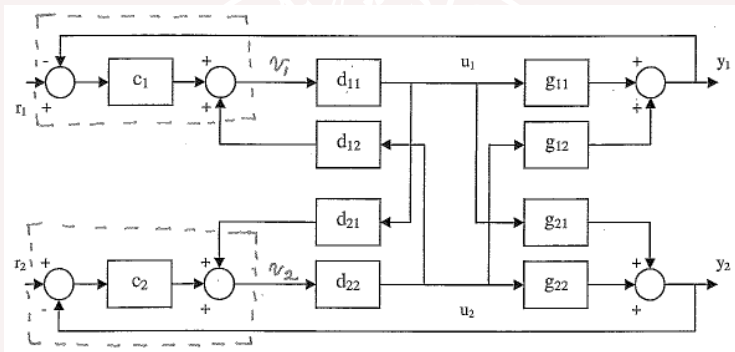 u₁
y₁
- + v₁ +
c₁ d₁₁ g₁₁
r₁ + + +
d₁₂ g₁₂
d₂₁ g₂₁
r₂ + + + + y₂
c₂ v₂ d₂₂ g₂₂
- + u₂ +